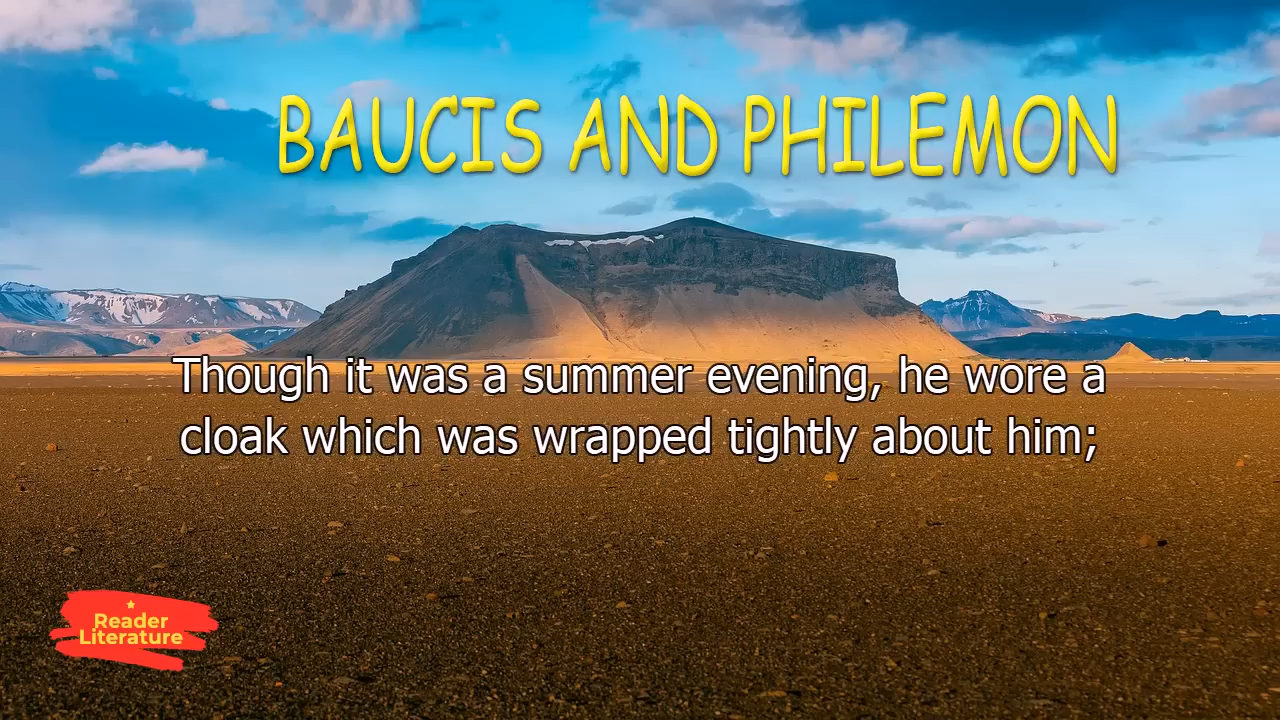 BAUCIS AND PHILEMON
Though it was a summer evening, he wore a
cloak which was wrapped tightly about him;
Reader
Literature